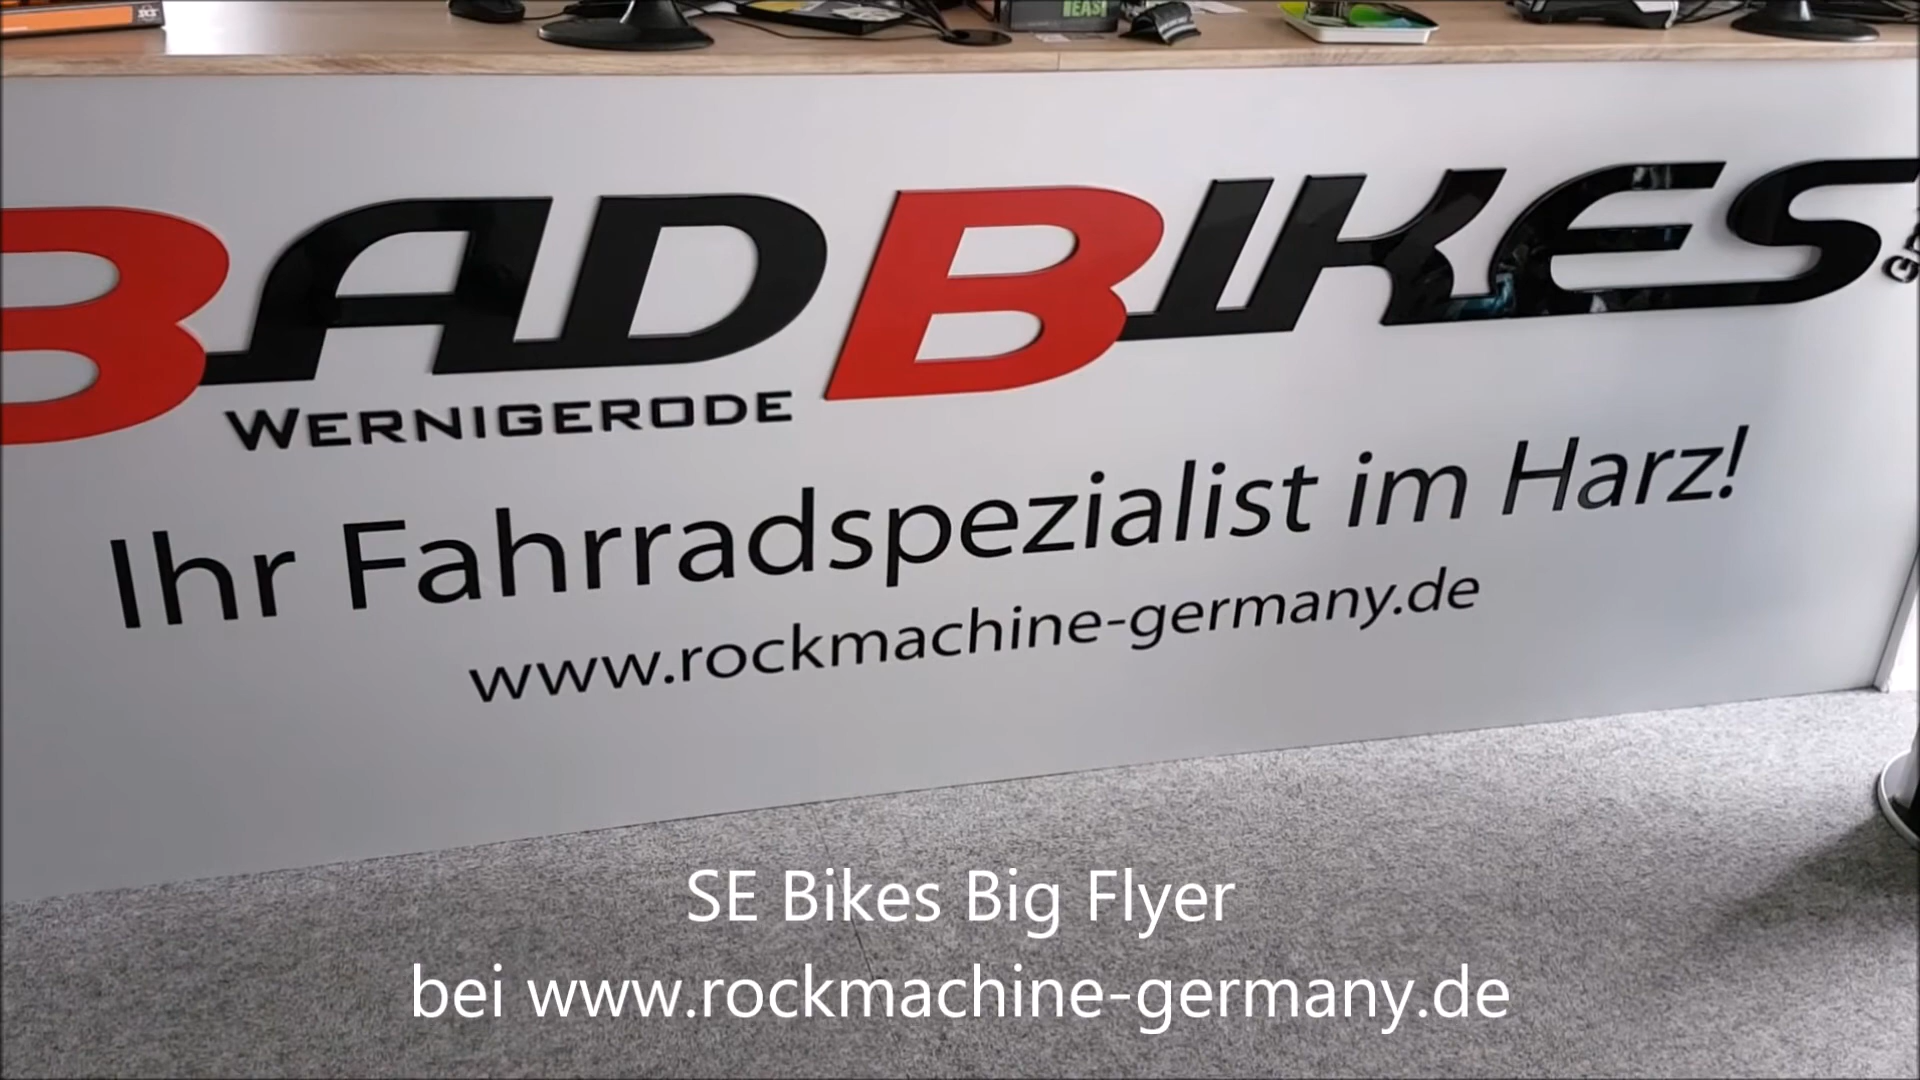 EAS
BADBIKES
WERNIGERODE
Ihr Fahrradspezialist im Harz!
www.rockmachine-germany.de
SE Bikes Big Flyer
bei www.rockmachine-germany.de